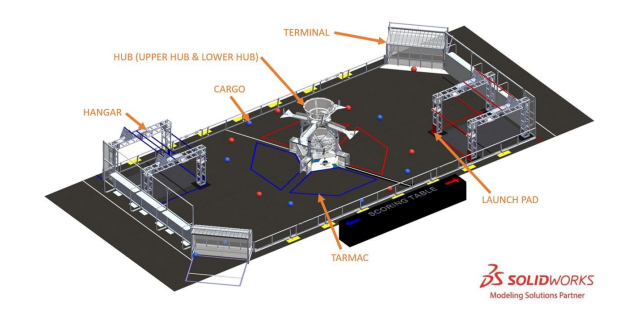 TERMINAL
HUB (UPPER HUB & LOWER HUB)
CARGO
HANGAR
LAUNCH PAD
SCORING TABLE
TARMAC
SOLIDWORKS
Modeling Solutions Partner